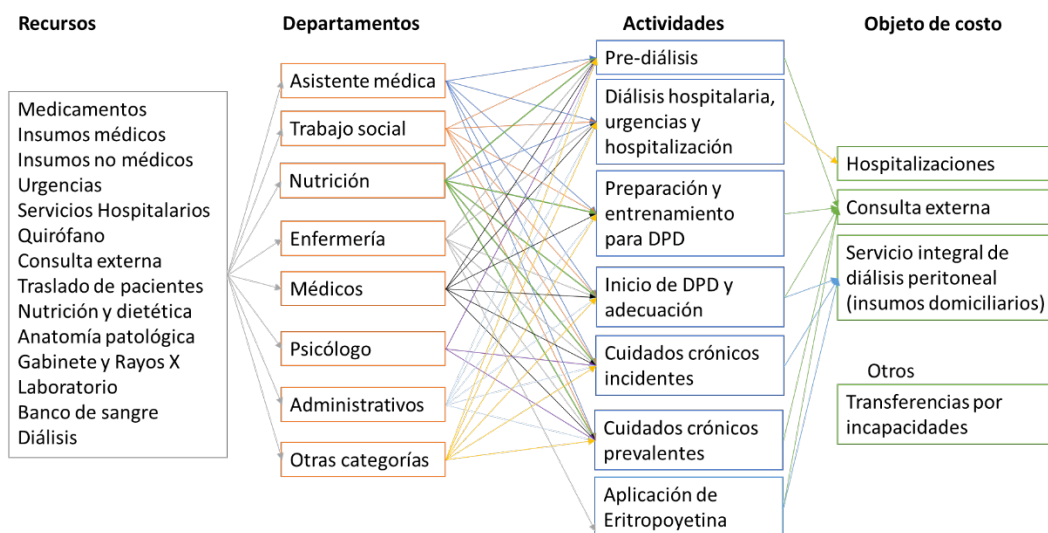 Recursos
Departamentos
Actividades
Objeto de costo
Medicamentos
Insumos médicos
Insumos no médicos
Urgencias
Servicios Hospitalarios
Quirófano
Consulta externa
Traslado de pacientes
Nutrición y dietética
Anatomía patológica
Gabinete y Rayos X
Laboratorio
Banco de sangre
Diálisis
Asistente médica
Trabajo social
Nutrición
Enfermería
Médicos
Psicólogo
Administrativos
Otras categorías
Pre-diálisis
Diálisis hospitalaria,
urgencias y
hospitalización
Preparación y
entrenamiento
para DPD
Inicio de DPD y
adecuación
Cuidados crónicos
incidentes
Cuidados crónicos
prevalentes
Aplicación de
Eritropoyetina
Hospitalizaciones
Consulta externa
Servicio integral de
diálisis peritoneal
(insumos domiciliarios)
Otros
Transferencias por
incapacidades